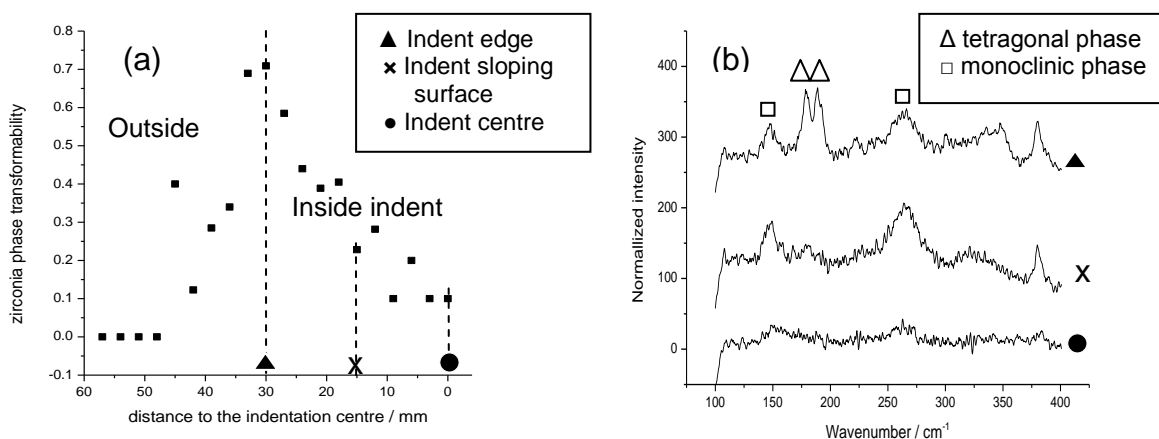 (a)
▲ Indent edge
× Indent sloping
surface
● Indent centre
Outside
Inside indent
zirconia phase transformability
0.8
0.7
0.6
0.5
0.4
0.3
0.2
0.1
0.0
-0.1
60 50 40 30 20 10 0
X
distance to the indentation centre / mm
(b)
Δ tetragonal phase
□ monoclinic phase
Normallized intensity
400
300
200
100
0
X
100 150 200 250 300 350 400
Wavenumber / cm-1